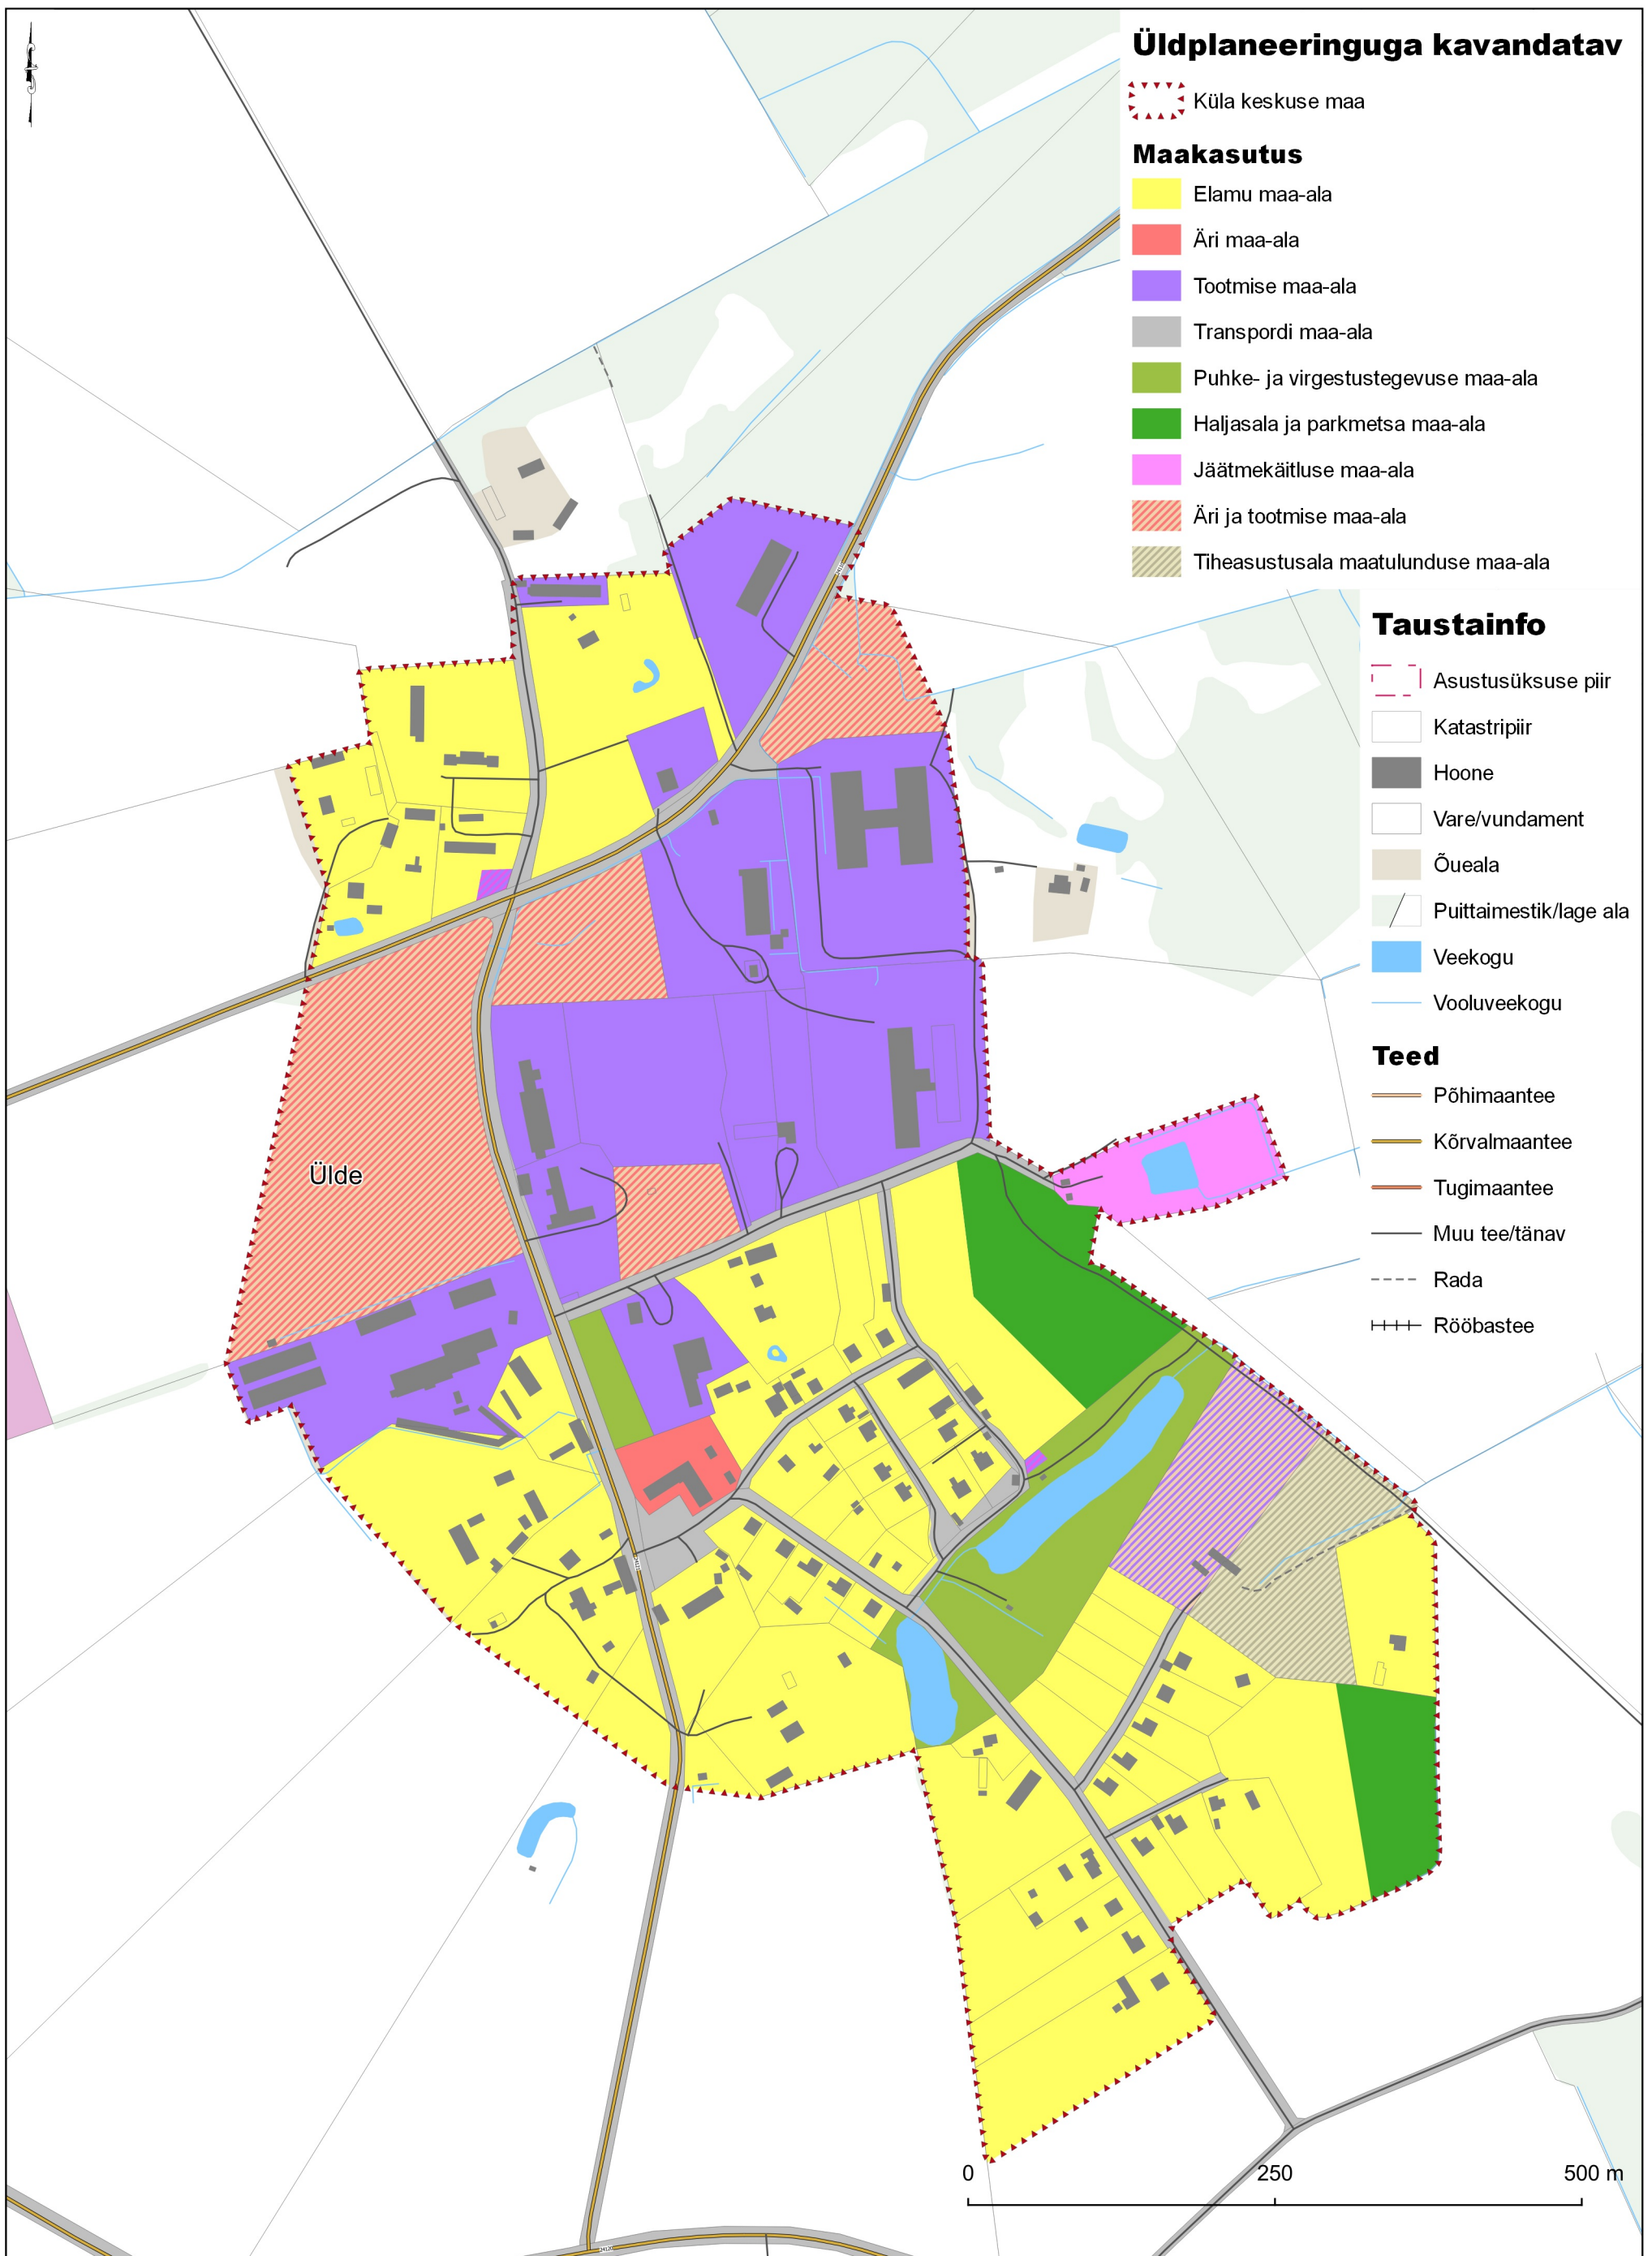 Üldplaneeringuga kavandatav
Küla keskuse maa
Maakasutus
Elamu maa-ala
Äri maa-ala
Tootmise maa-ala
Transpordi maa-ala
Puhke- ja virgestustegevuse maa-ala
Haljasala ja parkmetsa maa-ala
Jäätmekäitluse maa-ala
Äri ja tootmise maa-ala
Tiheasustusala maatulunduse maa-ala
Taustainfo
Asustusüksuse piir
Katastripiir
Hoone
Vare/vundament
Õueala
Puittaimestik/lage ala
Veekogu
Vooluveekogu
Teed
Põhimaantee
Kõrvalmaantee
Tugimaantee
Muu tee/tänav
Rada
Rööbastee
Ülde
0 250 500 m